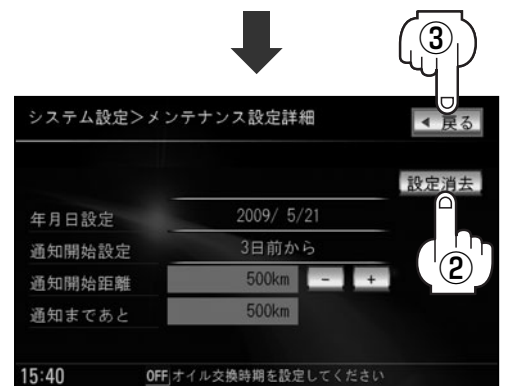 ③
システム設定＞メンテナンス設定詳細
◀ 戻る
設定消去
年月日設定 2009/ 5/21
通知開始設定 3日前から
②
通知開始距離 500km － ＋
通知まであと 500km
15:40 OFF オイル交換時期を設定してください